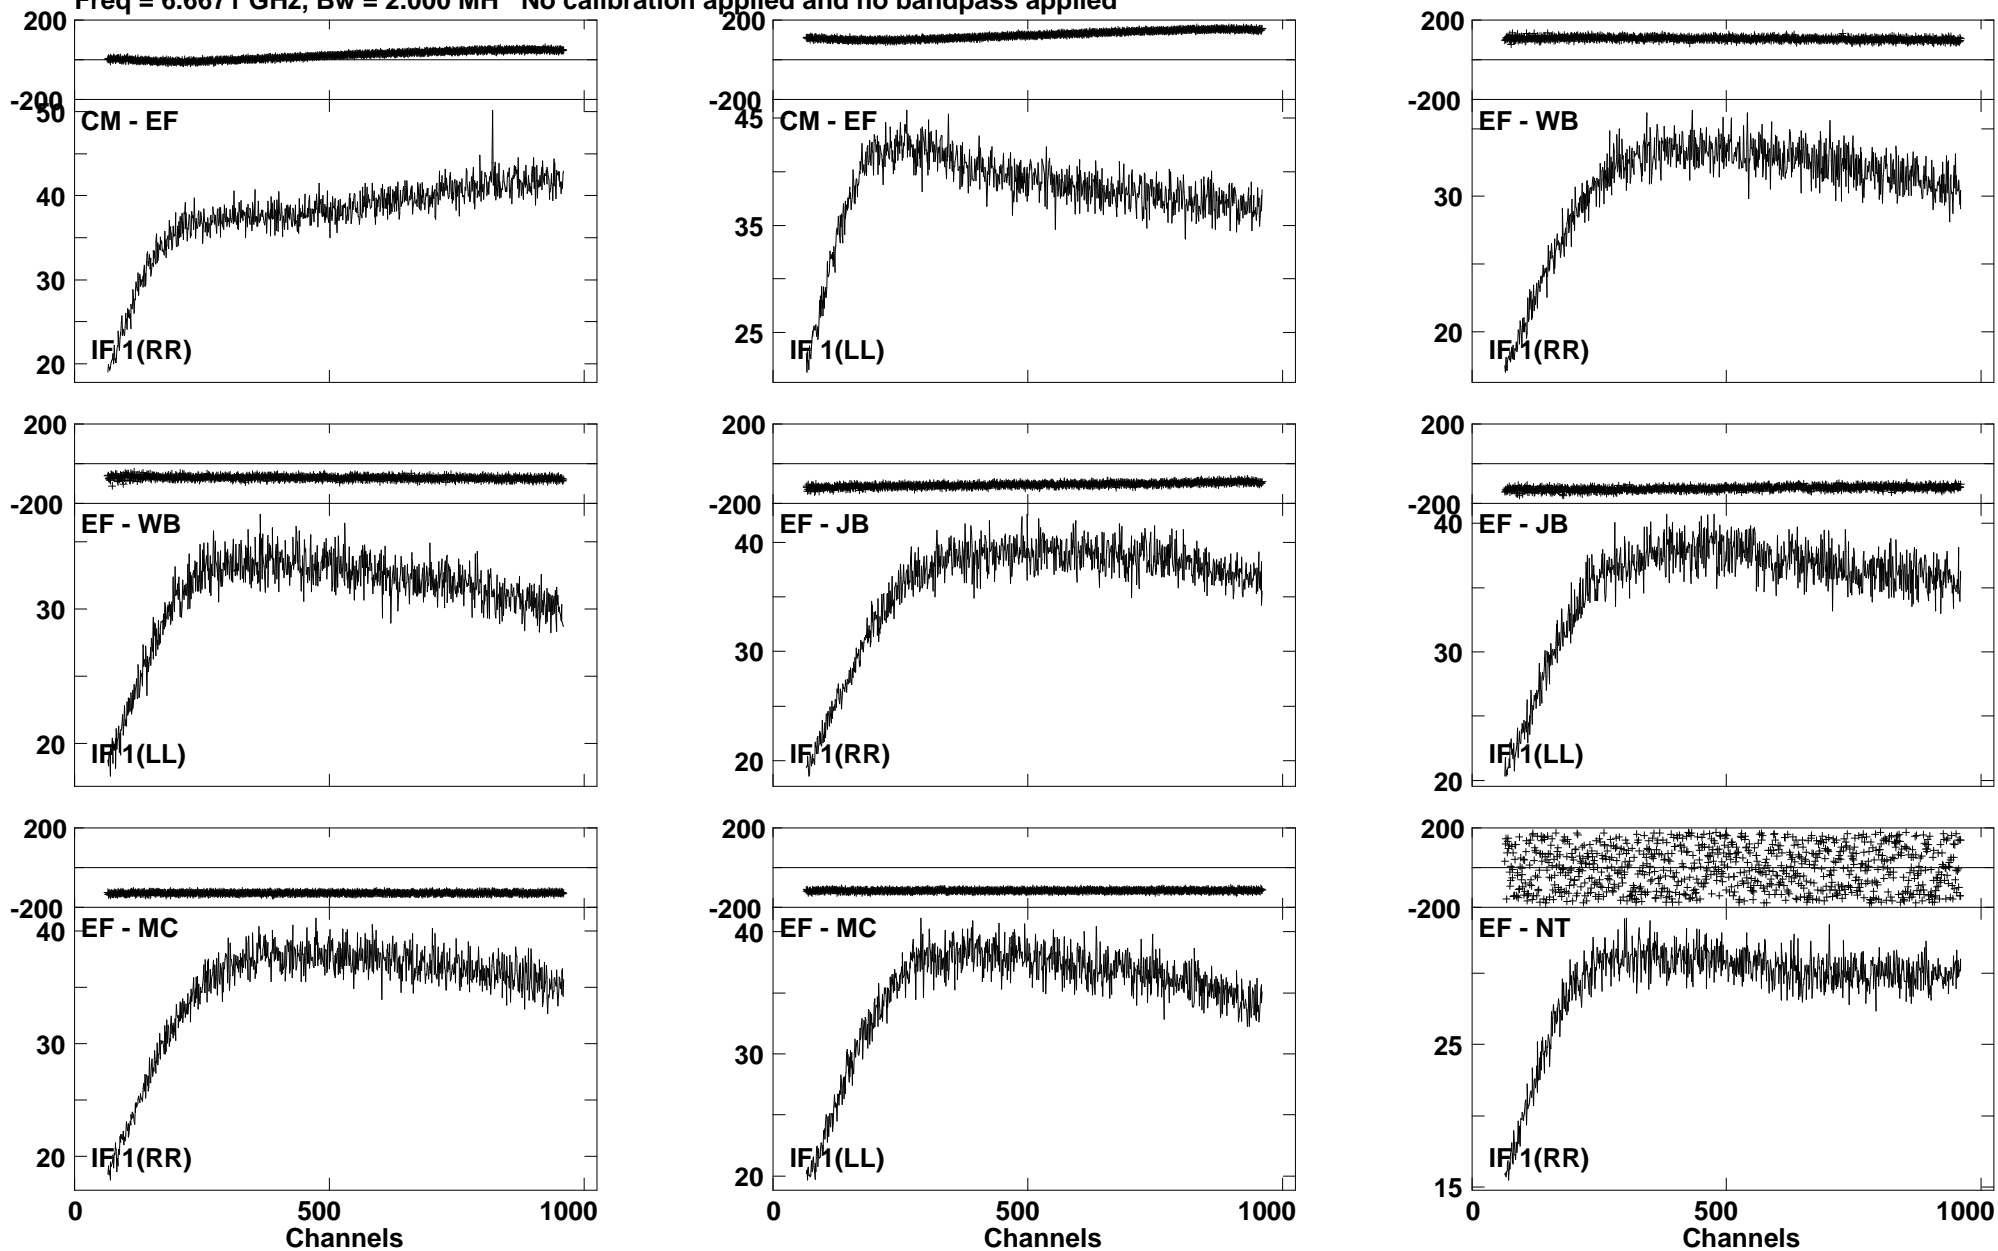 Freq = 6.6671 GHz, Bw = 2.000 MH No calibration applied and no bandpass applied
200
-200
50
40
30
20
CM - EF
IF 1(RR)
200
-200
45
35
25
CM - EF
IF 1(LL)
200
-200
30
20
EF - WB
IF 1(RR)
200
-200
30
20
EF - WB
IF 1(LL)
200
-200
40
30
20
EF - JB
IF 1(RR)
200
-200
40
30
20
EF - JB
IF 1(LL)
200
-200
40
30
20
EF - MC
IF 1(RR)
0 500 1000
Channels
200
-200
40
30
20
EF - MC
IF 1(LL)
0 500 1000
Channels
200
-200
25
15
EF - NT
IF 1(RR)
0 500 1000
Channels